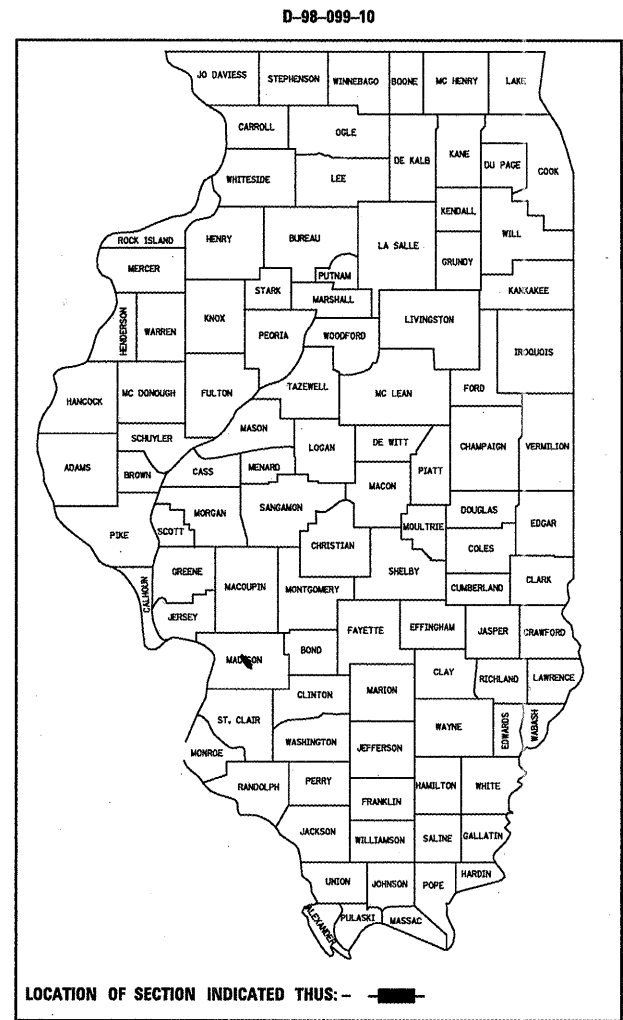 D-98-099-10
JO DAVIESS STEPHENSON WINNEBAGO BOONE MC HENRY LAKE
CARROLL OGLE
DE KALB KANE DU PAGE COOK
WHITESIDE LEE
KENDALL
ROCK ISLAND HENRY BUREAU LA SALLE WILL
MERCER PUTNAM GRUNDY
STARK MARSHALL KANKAKEE
HENDERSON WARREN KNOX LIVINGSTON
PEORIA WOODFORD IROQUOIS
HANCOCK MC DONOUGH FULTON TAZEWELL MC LEAN FORD
MASON
SCHUYLER LOGAN DE WITT CHAMPAIGN VERMILION
ADAMS BROWN CASS MENARD PIATT
MACON
MORGAN SANGAMON DOUGLAS
PIKE SCOTT MOULTRIE EDGAR
CHRISTIAN COLES
GREENE SHELBY
CALHOUN MACOUPIN MONTGOMERY CUMBERLAND CLARK
JERSEY FAYETTE EFFINGHAM JASPER CRAWFORD
MADISON BOND
CLAY RICHLAND LAWRENCE
CLINTON MARION
ST. CLAIR WAYNE EDWARDS WABASH
WASHINGTON JEFFERSON
MONROE
RANDOLPH PERRY HAMILTON WHITE
FRANKLIN
JACKSON WILLIAMSON SALINE GALLATIN
UNION JOHNSON POPE HARDIN
ALEXANDER PULASKI MASSAC
LOCATION OF SECTION INDICATED THUS: -